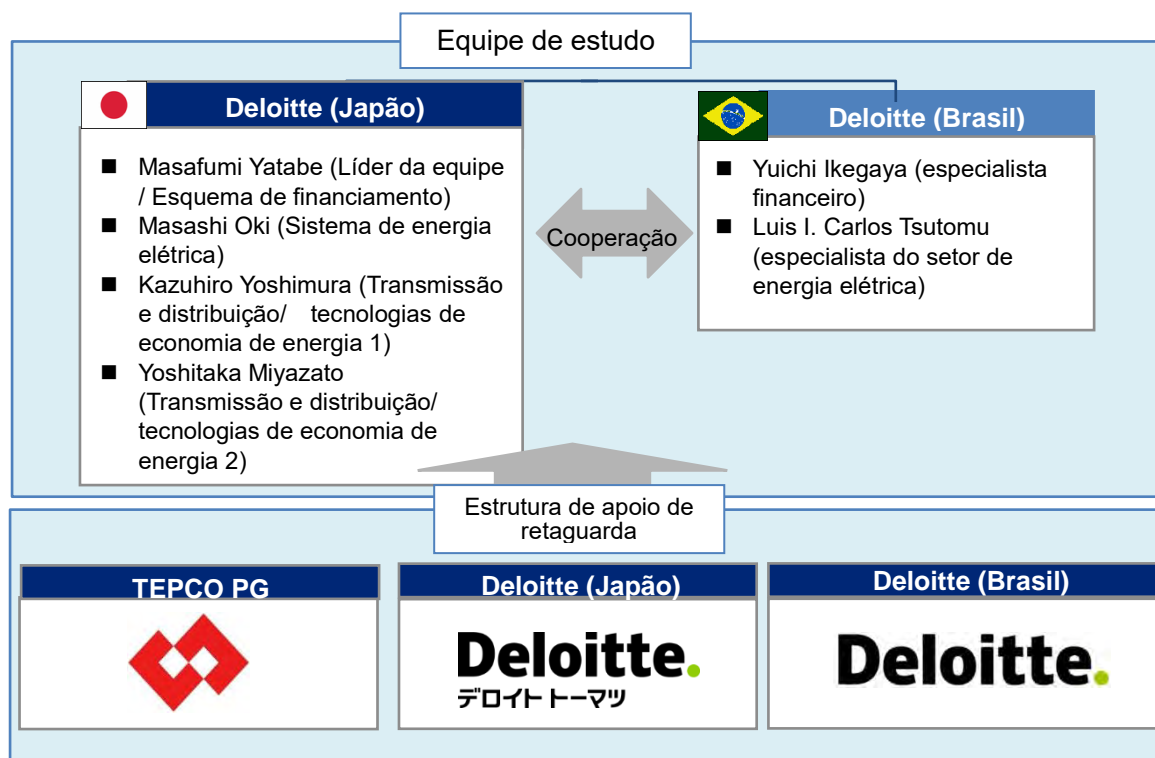 Equipe de estudo
Deloitte (Japão)
■ Masafumi Yatabe (Líder da equipe
/ Esquema de financiamento)
■ Masashi Oki (Sistema de energia
elétrica)
■ Kazuhiro Yoshimura (Transmissão
e distribuição/ tecnologias de
economia de energia 1)
■ Yoshitaka Miyazato
(Transmissão e distribuição/
tecnologias de economia de
energia 2)
Cooperação
Deloitte (Brasil)
■ Yuichi Ikegaya (especialista
financeiro)
■ Luis I. Carlos Tsutomu
(especialista do setor de
energia elétrica)
Estrutura de apoio de
retaguarda
TEPCO PG
Deloitte (Japão)
Deloitte.
デロイト トーマツ
Deloitte (Brasil)
Deloitte.